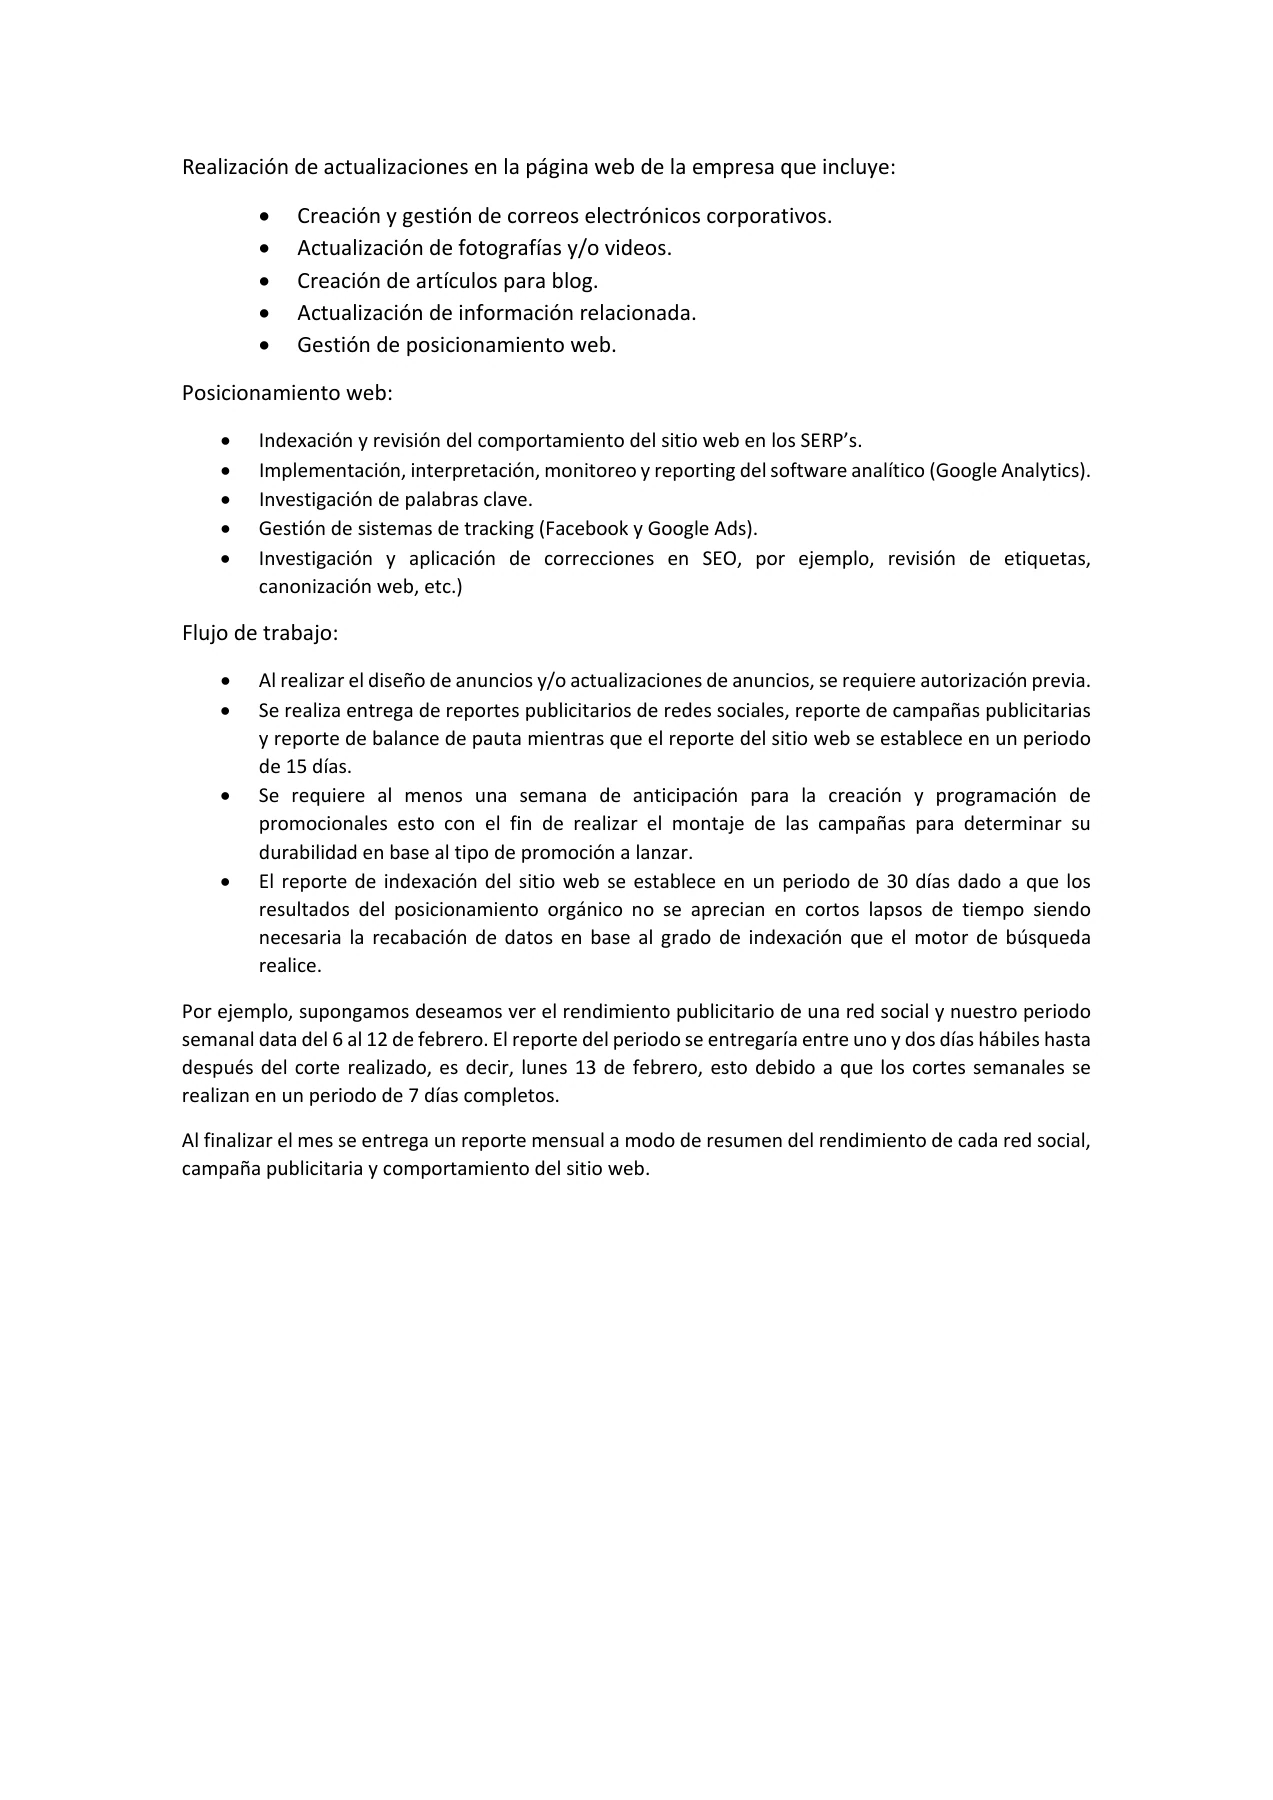 Realización de actualizaciones en la página web de la empresa que incluye:
• Creación y gestión de correos electrónicos corporativos.
• Actualización de fotografías y/o videos.
• Creación de artículos para blog.
• Actualización de información relacionada.
• Gestión de posicionamiento web.
Posicionamiento web:
• Indexación y revisión del comportamiento del sitio web en los SERP’s.
• Implementación, interpretación, monitoreo y reporting del software analítico (Google Analytics).
• Investigación de palabras clave.
• Gestión de sistemas de tracking (Facebook y Google Ads).
• Investigación y aplicación de correcciones en SEO, por ejemplo, revisión de etiquetas,
canonización web, etc.)
Flujo de trabajo:
• Al realizar el diseño de anuncios y/o actualizaciones de anuncios, se requiere autorización previa.
• Se realiza entrega de reportes publicitarios de redes sociales, reporte de campañas publicitarias
y reporte de balance de pauta mientras que el reporte del sitio web se establece en un periodo
de 15 días.
• Se requiere al menos una semana de anticipación para la creación y programación de
promocionales esto con el fin de realizar el montaje de las campañas para determinar su
durabilidad en base al tipo de promoción a lanzar.
• El reporte de indexación del sitio web se establece en un periodo de 30 días dado a que los
resultados del posicionamiento orgánico no se aprecian en cortos lapsos de tiempo siendo
necesaria la recabación de datos en base al grado de indexación que el motor de búsqueda
realice.
Por ejemplo, supongamos deseamos ver el rendimiento publicitario de una red social y nuestro periodo
semanal data del 6 al 12 de febrero. El reporte del periodo se entregaría entre uno y dos días hábiles hasta
después del corte realizado, es decir, lunes 13 de febrero, esto debido a que los cortes semanales se
realizan en un periodo de 7 días completos.
Al finalizar el mes se entrega un reporte mensual a modo de resumen del rendimiento de cada red social,
campaña publicitaria y comportamiento del sitio web.